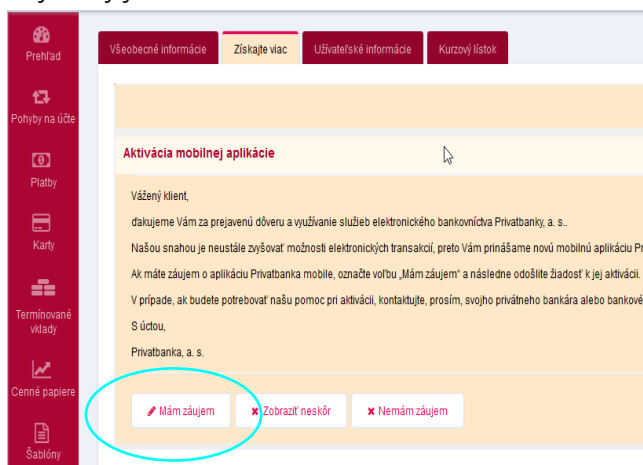 Prehľad
Pohyby na účte
Platby
Karty
Termínované
vklady
Cenné papiere
Šablóny
Všeobecné informácie
Získajte viac
Užívateľské informácie
Kurzový lístok
Aktivácia mobilnej aplikácie
Vážený klient,
ďakujeme Vám za prejavenú dôveru a využívanie služieb elektronického bankovníctva Privatbanky, a. s..
Našou snahou je neustále zvyšovať možnosti elektronických transakcií, preto Vám prinášame novú mobilnú aplikáciu Pr
Ak máte záujem o aplikáciu Privatbanka mobile, označte voľbu „Mám záujem“ a následne odošlite žiadosť k jej aktivácii.
V prípade, ak budete potrebovať našu pomoc pri aktivácii, kontaktujte, prosím, svojho privátneho bankára alebo bankové
S úctou,
Privatbanka, a. s.
Mám záujem
Zobraziť neskôr
Nemám záujem